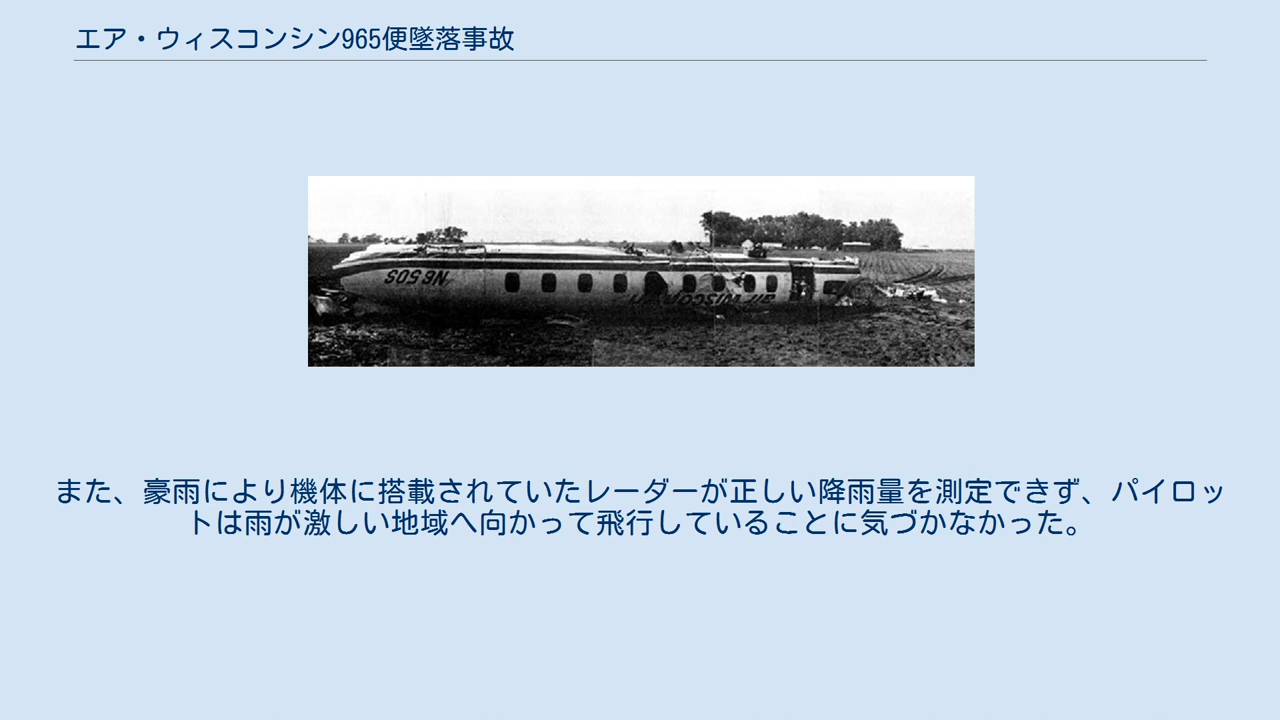 エア・ウィスコンシン965便墜落事故
N650S
air wisconsin
また、豪雨により機体に搭載されていたレーダーが正しい降雨量を測定できず、パイロッ
トは雨が激しい地域へ向かって飛行していることに気づかなかった。